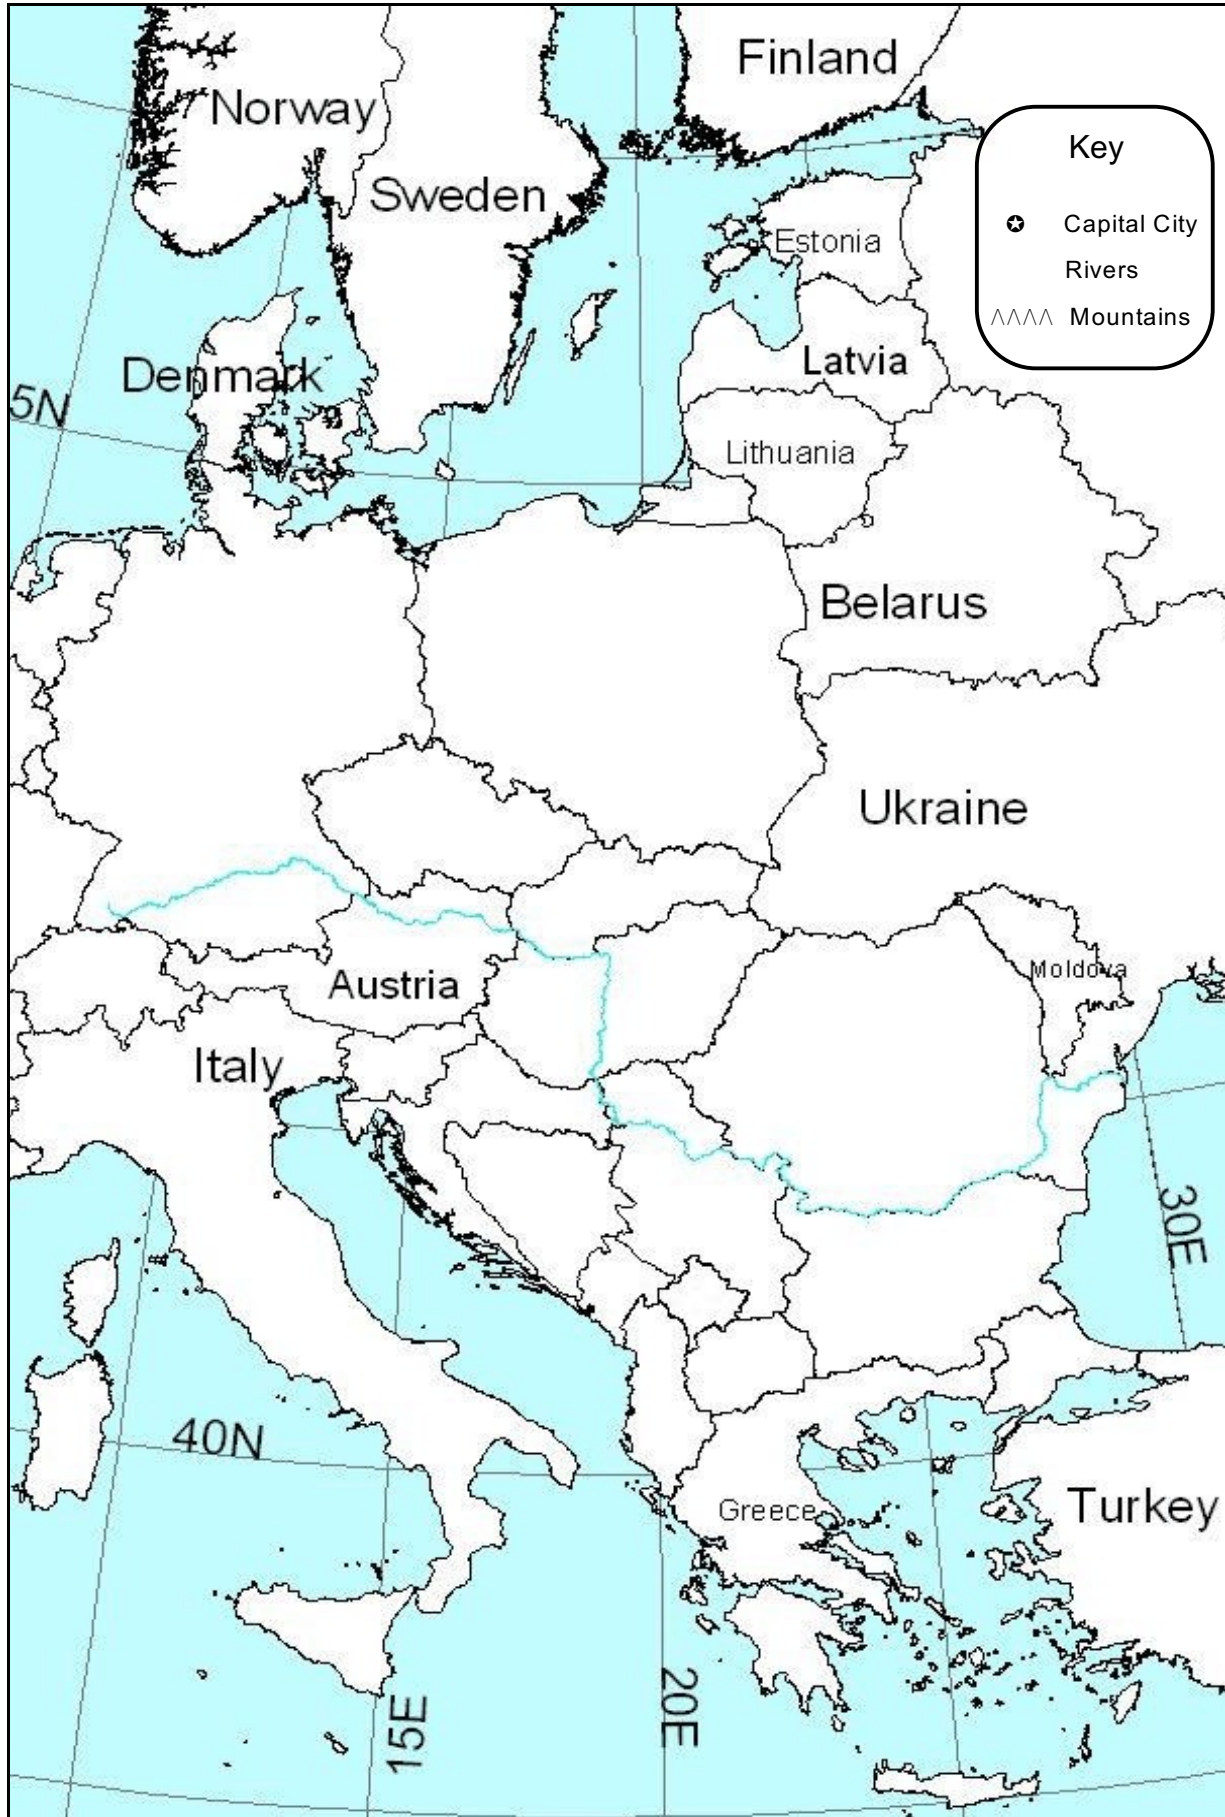 Finland
Norway
Key
Sweden
Capital City
Estonia
Rivers
Mountains
Latvia
Denmark
5N
Lithuania
Belarus
Ukraine
Moldova
Austria
Italy
30E
40N
Greece
Turkey
15E
20E